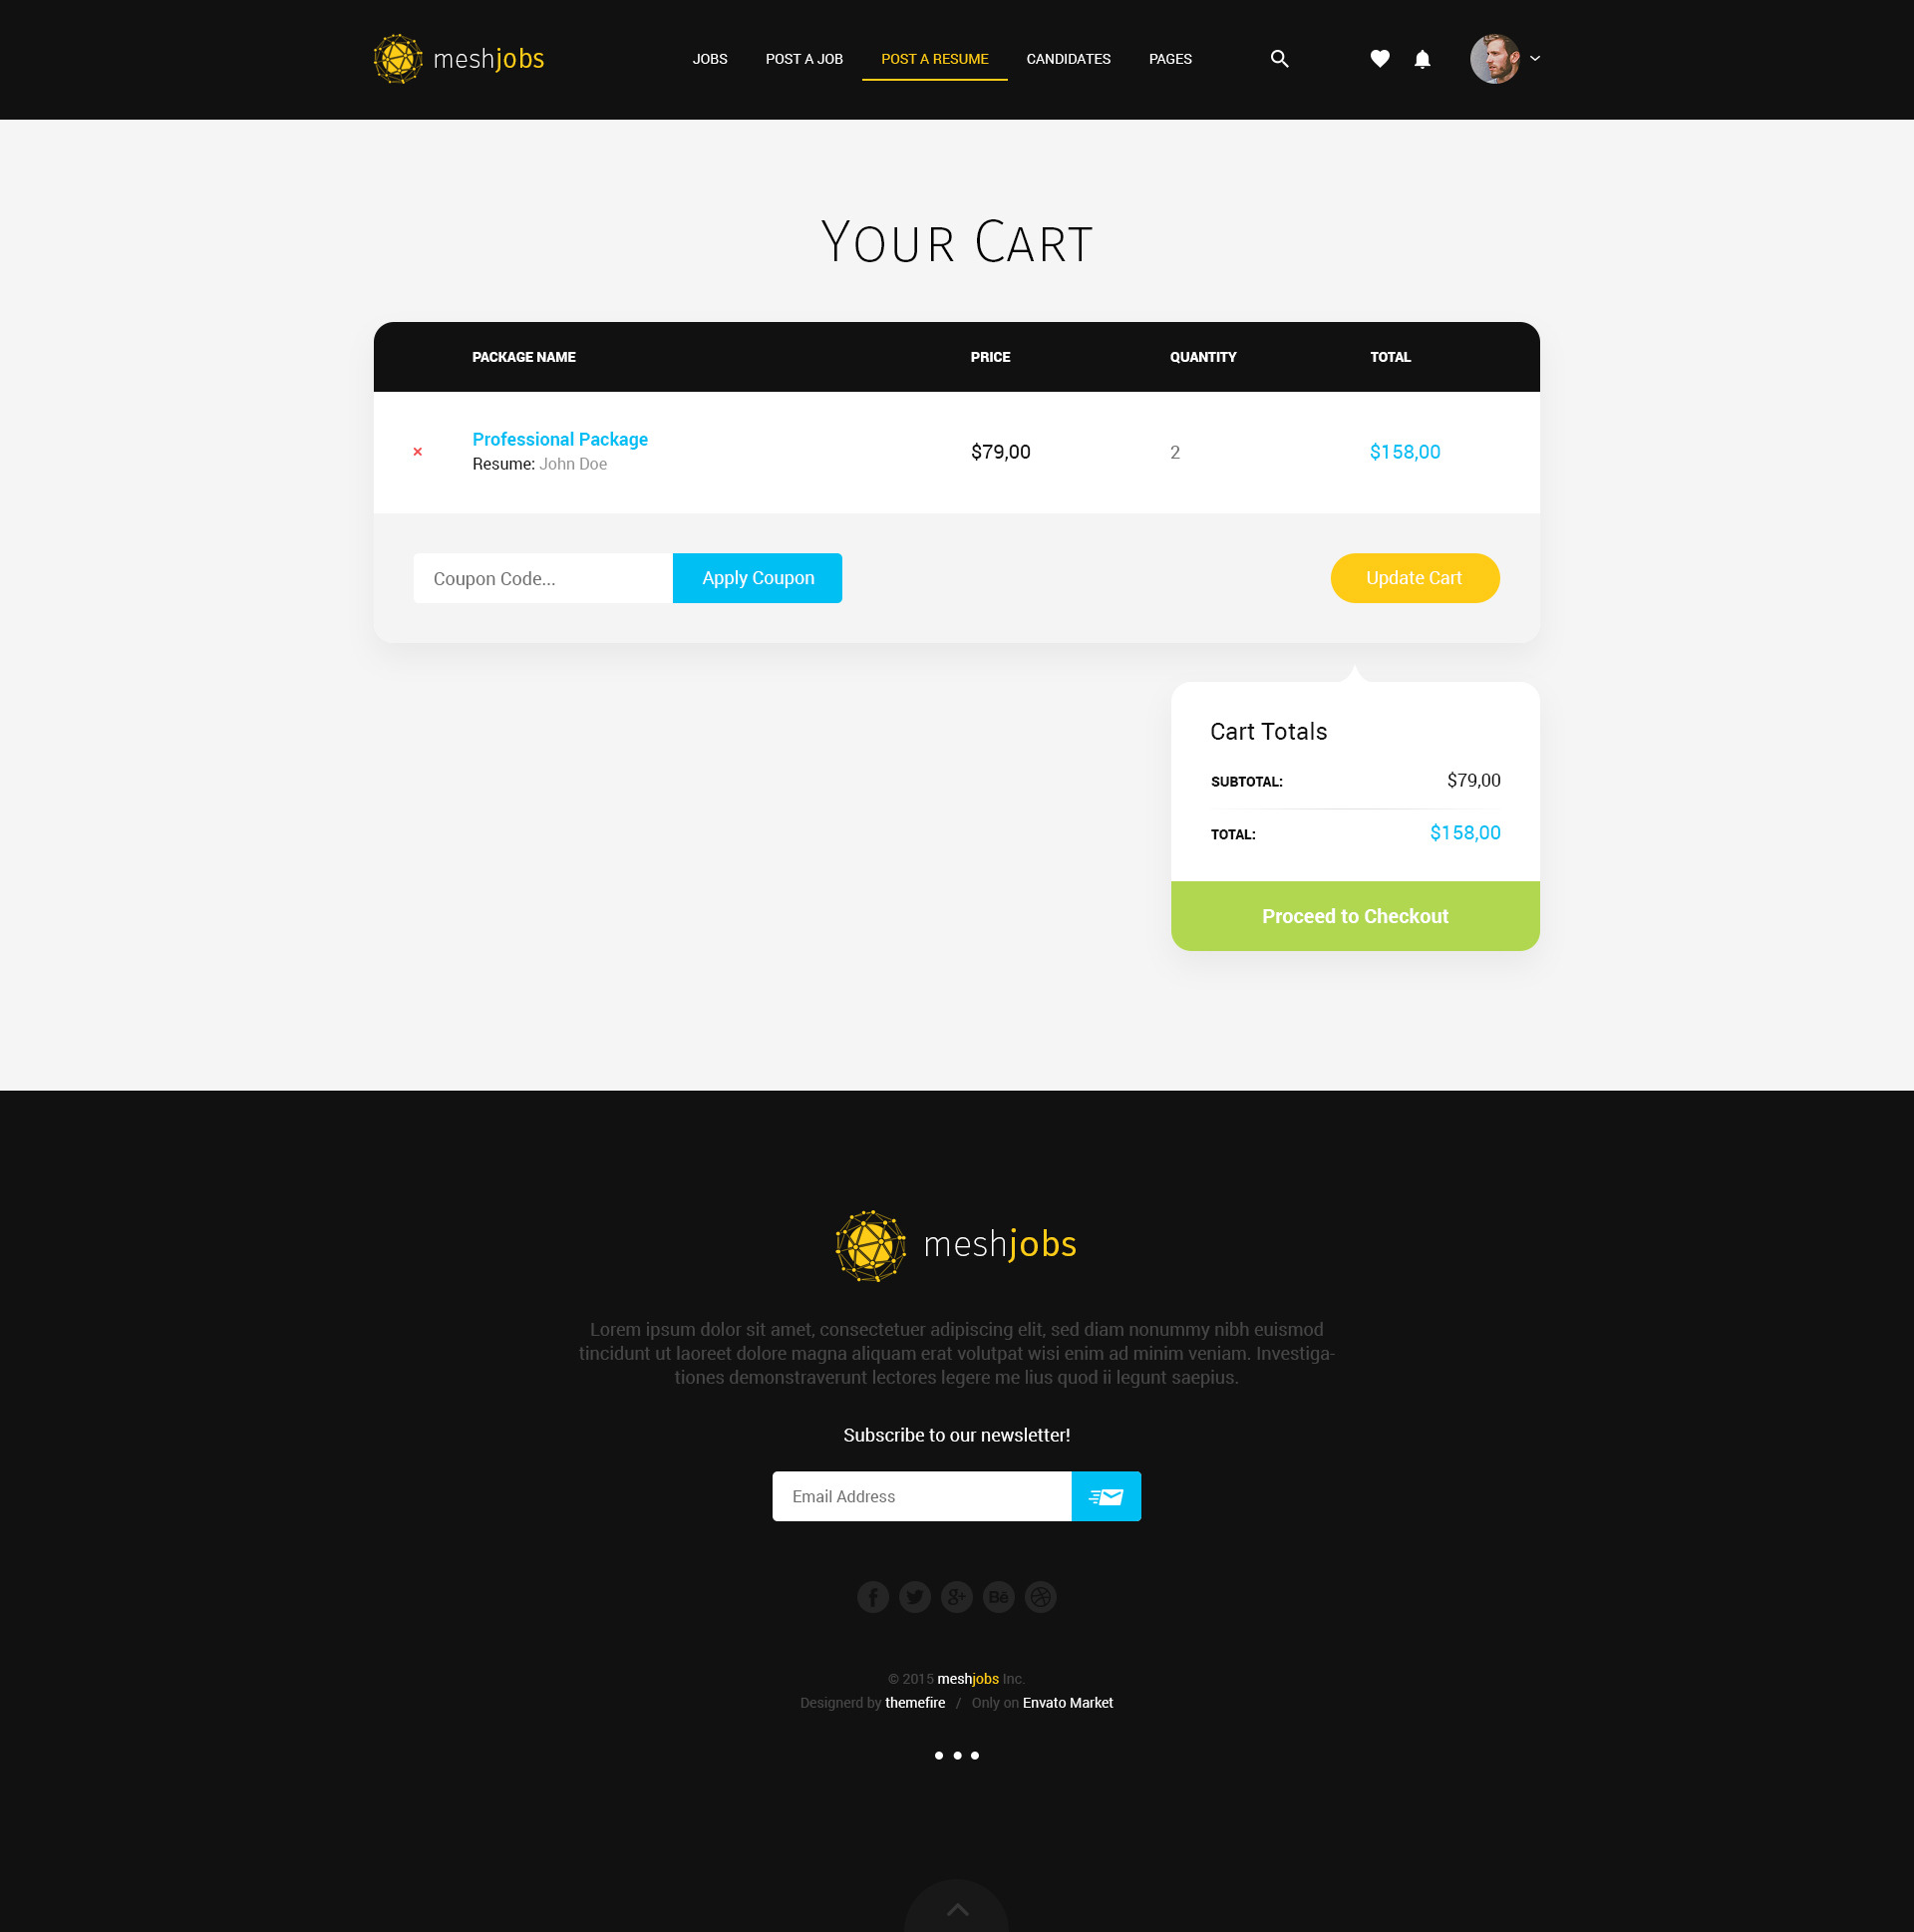 meshjobs
JOBS POST A JOB POST A RESUME CANDIDATES PAGES
YOUR CART
PACKAGE NAME PRICE QUANTITY TOTAL
× Professional Package $79,00 2 $158,00
Resume: John Doe
Coupon Code... Apply Coupon Update Cart
Cart Totals
SUBTOTAL: $79,00
TOTAL: $158,00
Proceed to Checkout
meshjobs
Lorem ipsum dolor sit amet, consectetuer adipiscing elit, sed diam nonummy nibh euismod
tincidunt ut laoreet dolore magna aliquam erat volutpat wisi enim ad minim veniam. Investiga-
tiones demonstraverunt lectores legere me lius quod ii legunt saepius.
Subscribe to our newsletter!
Email Address
f g+ Bē
© 2015 meshjobs Inc.
Designerd by themefire / Only on Envato Market